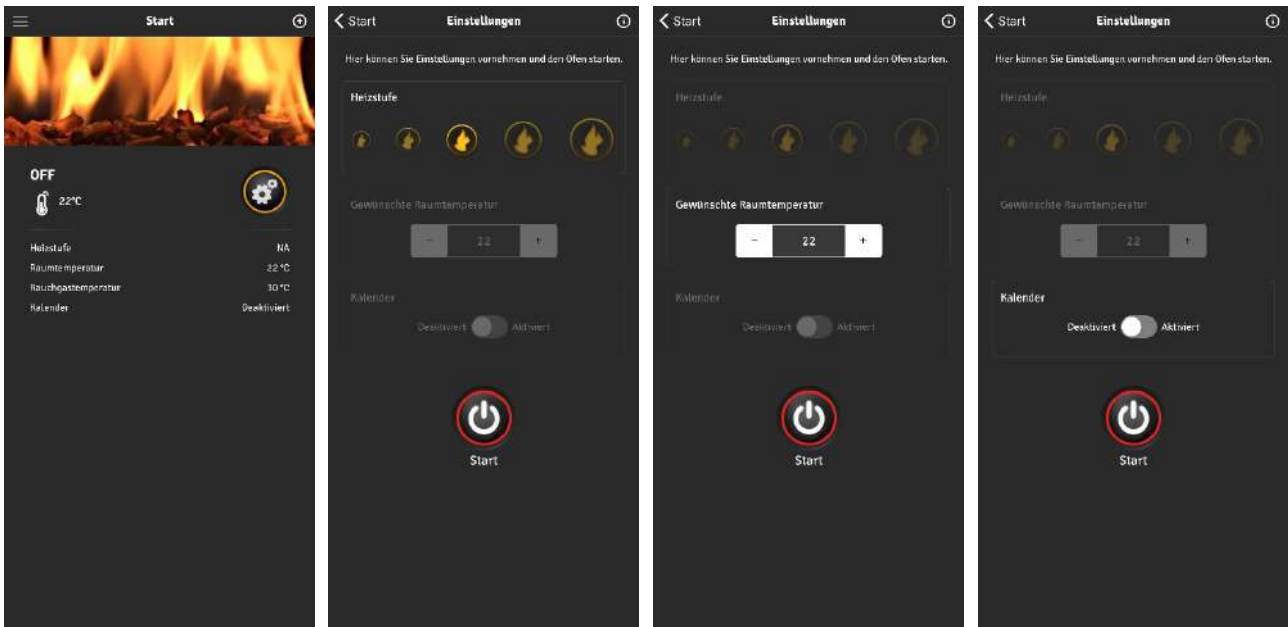 Start
OFF
22°C
Heizstufe NA
Raumtemperatur 22 °C
Rauchgastemperatur 30 °C
Kalender Deaktiviert
Start Einstellungen
Hier können Sie Einstellungen vornehmen und den Ofen starten.
Heizstufe
Gewünschte Raumtemperatur
- 22 +
Kalender
Deaktiviert Aktiviert
Start
Start Einstellungen
Hier können Sie Einstellungen vornehmen und den Ofen starten.
Heizstufe
Gewünschte Raumtemperatur
- 22 +
Kalender
Deaktiviert Aktiviert
Start
Start Einstellungen
Hier können Sie Einstellungen vornehmen und den Ofen starten.
Heizstufe
Gewünschte Raumtemperatur
- 22 +
Kalender
Deaktiviert Aktiviert
Start